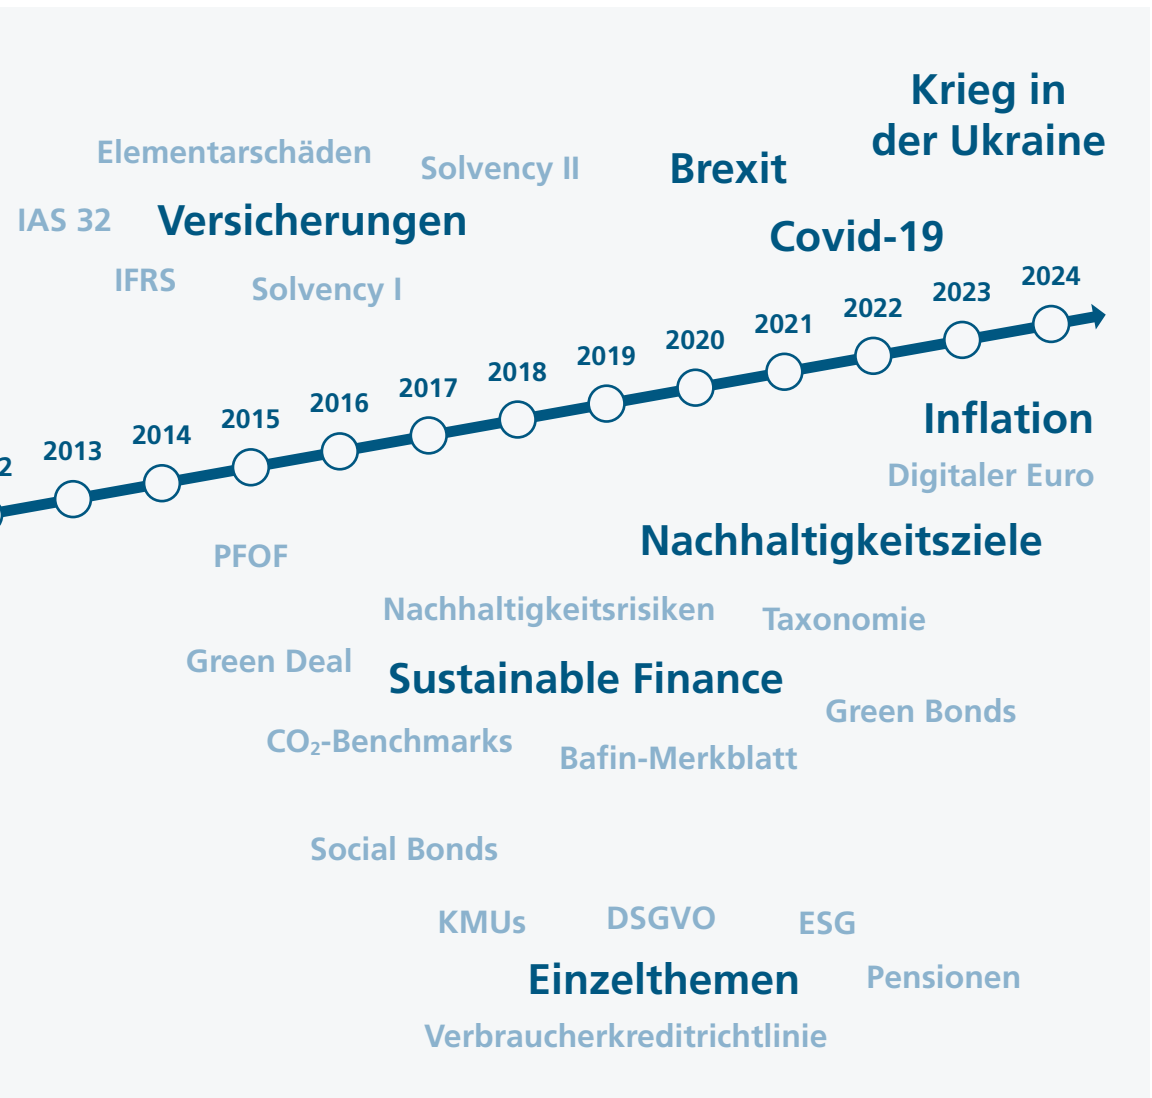 Krieg in
der Ukraine
Elementarschäden
Solvency II
Brexit
IAS 32
Versicherungen
Covid-19
IFRS
Solvency I
2024
2023
2022
2021
2020
2019
2018
2017
2016
2015
2014
2013
2
Inflation
Digitaler Euro
Nachhaltigkeitsziele
PFOF
Nachhaltigkeitsrisiken
Taxonomie
Green Deal
Sustainable Finance
Green Bonds
CO₂-Benchmarks
Bafin-Merkblatt
Social Bonds
KMUs
DSGVO
ESG
Einzelthemen
Pensionen
Verbraucherkreditrichtlinie